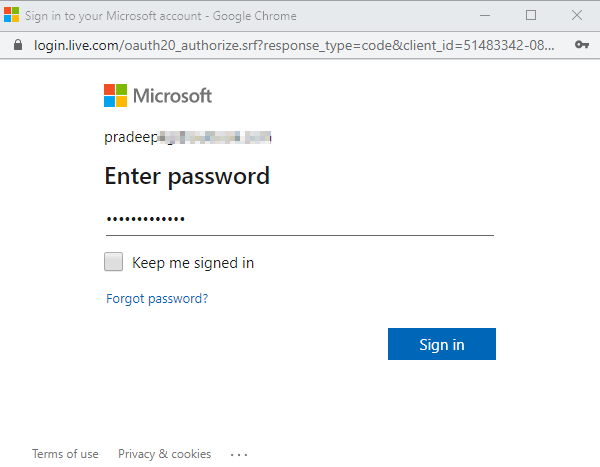 Sign in to your Microsoft account - Google Chrome
login.live.com/oauth20_authorize.srf?response_type=code&client_id=51483342-08...
Microsoft
pradeep
Enter password
•••••••••••••
Keep me signed in
Forgot password?
Sign in
Terms of use Privacy & cookies ...